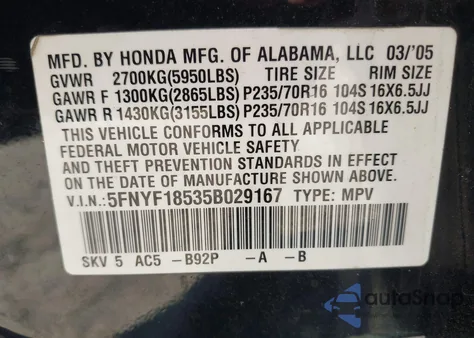 MFD. BY HONDA MFG. OF ALABAMA, LLC 03/'05
GVWR 2700KG(5950LBS) TIRE SIZE RIM SIZE
GAWR F 1300KG(2865LBS) P235/70R16 104S 16X6.5JJ
GAWR R 1430KG(3155LBS) P235/70R16 104S 16X6.5JJ
THIS VEHICLE CONFORMS TO ALL APPLICABLE
FEDERAL MOTOR VEHICLE SAFETY
AND THEFT PREVENTION STANDARDS IN EFFECT
ON THE DATE OF MANUFACTURE SHOWN ABOVE.
V.I.N.:5FNYF18535B029167 TYPE: MPV
SKV 5 AC5 -B92P -A -B
autoSnap